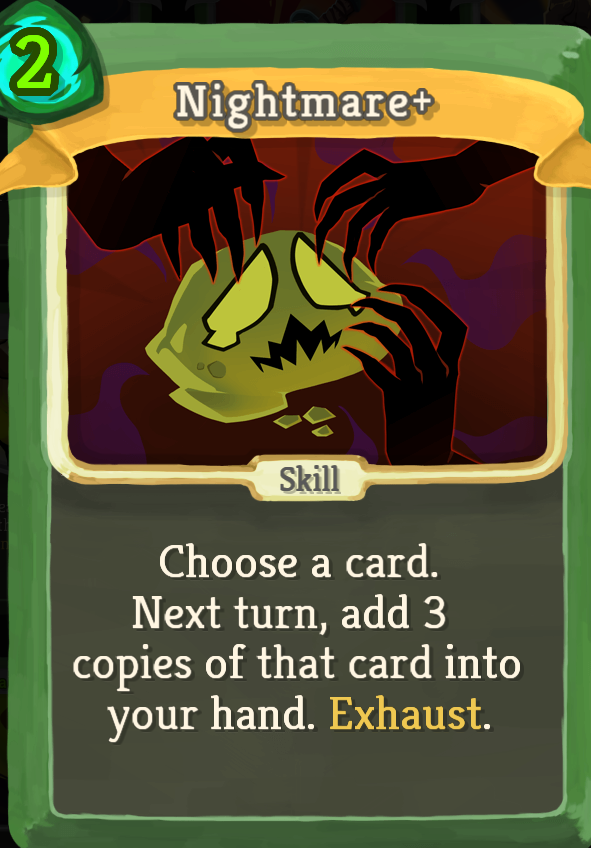 2
Nightmare+
Skill
Choose a card.
Next turn, add 3
copies of that card into
your hand. Exhaust.